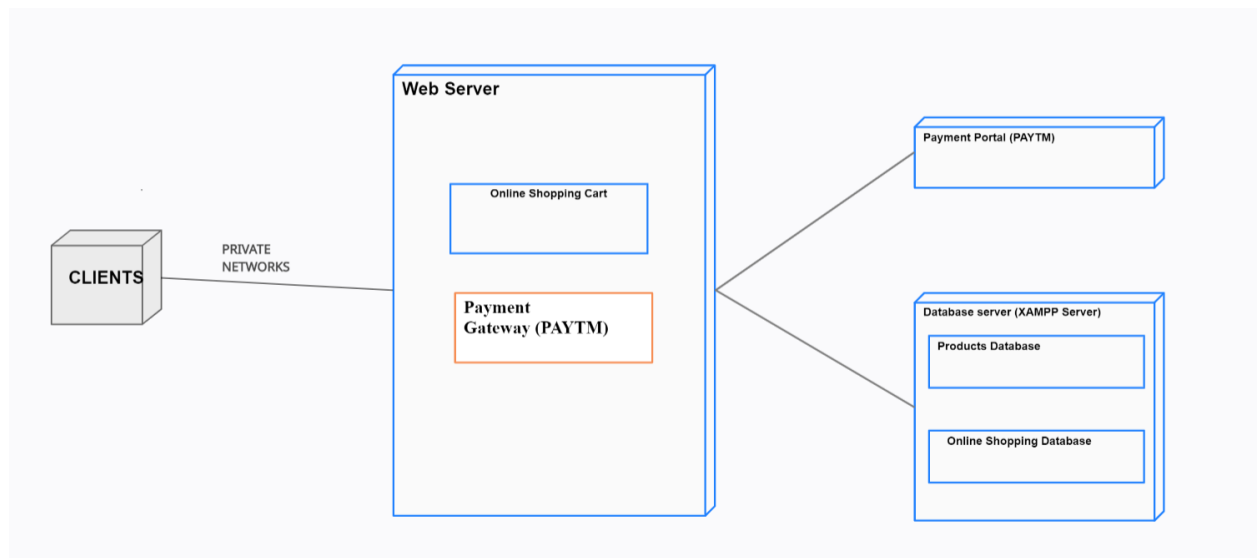 Web Server
Payment Portal (PAYTM)
Online Shopping Cart
PRIVATE
NETWORKS
CLIENTS
Payment
Gateway (PAYTM)
Database server (XAMPP Server)
Products Database
Online Shopping Database